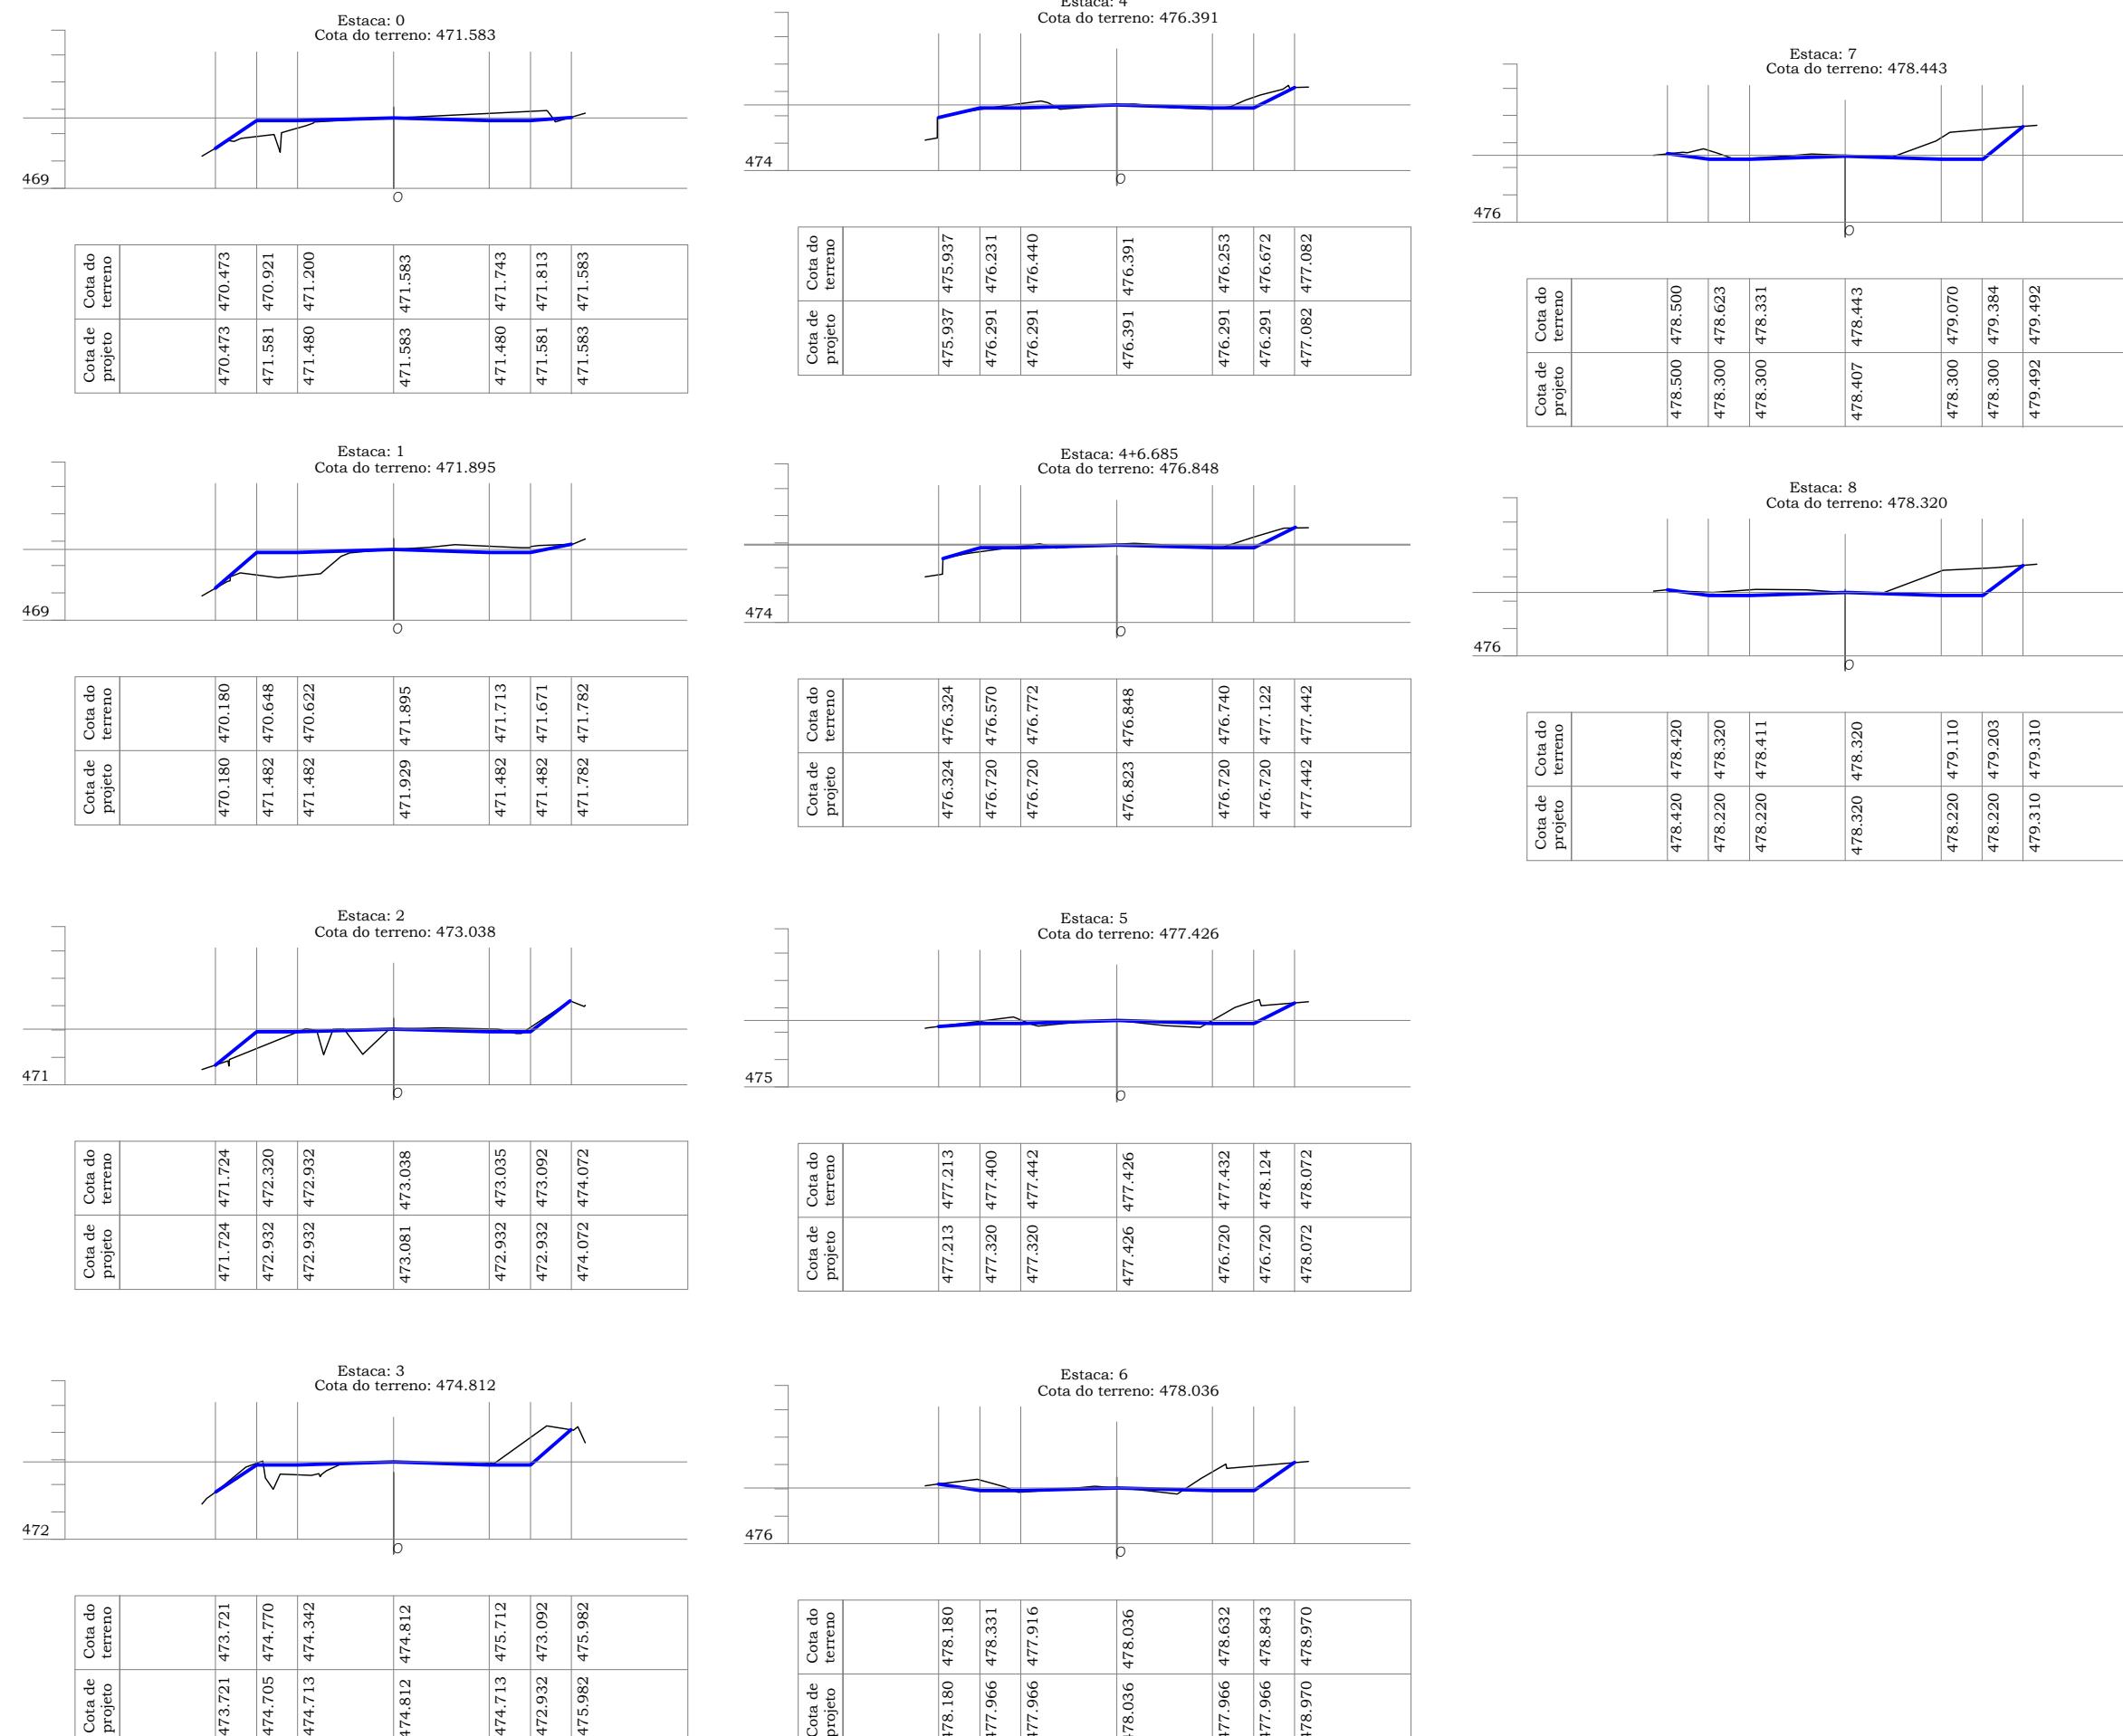 Estaca: 0
Cota do terreno: 471.583
469
O
Cota do terreno
470.473 470.921 471.200 471.583 471.743 471.813 471.583
Cota de projeto
470.473 471.581 471.480 471.583 471.480 471.581 471.583
Estaca: 1
Cota do terreno: 471.895
469
O
Cota do terreno
470.180 470.648 470.622 471.895 471.713 471.671 471.782
Cota de projeto
470.180 471.482 471.482 471.929 471.482 471.482 471.782
Estaca: 2
Cota do terreno: 473.038
471
O
Cota do terreno
471.724 472.320 472.932 473.038 473.035 473.092 474.072
Cota de projeto
471.724 472.932 472.932 473.081 472.932 472.932 474.072
Estaca: 3
Cota do terreno: 474.812
472
O
Cota do terreno
473.721 474.770 474.342 474.812 475.712 473.092 475.982
Cota de projeto
473.721 474.705 474.713 474.812 474.713 472.932 475.982
Estaca: 4
Cota do terreno: 476.391
474
O
Cota do terreno
475.937 476.231 476.440 476.391 476.253 476.672 477.082
Cota de projeto
475.937 476.291 476.291 476.391 476.291 476.291 477.082
Estaca: 4+6.685
Cota do terreno: 476.848
474
O
Cota do terreno
476.324 476.570 476.772 476.848 476.740 477.122 477.442
Cota de projeto
476.324 476.720 476.720 476.823 476.720 476.720 477.442
Estaca: 5
Cota do terreno: 477.426
475
O
Cota do terreno
477.213 477.400 477.442 477.426 477.432 478.124 478.072
Cota de projeto
477.213 477.320 477.320 477.426 476.720 476.720 478.072
Estaca: 6
Cota do terreno: 478.036
476
O
Cota do terreno
478.180 478.331 477.916 478.036 478.632 478.843 478.970
Cota de projeto
478.180 477.966 477.966 478.036 477.966 477.966 478.970
Estaca: 7
Cota do terreno: 478.443
476
O
Cota do terreno
478.500 478.623 478.331 478.443 479.070 479.384 479.492
Cota de projeto
478.500 478.300 478.300 478.407 478.300 478.300 479.492
Estaca: 8
Cota do terreno: 478.320
476
O
Cota do terreno
478.420 478.320 478.411 478.320 479.110 479.203 479.310
Cota de projeto
478.420 478.220 478.220 478.320 478.220 478.220 479.310